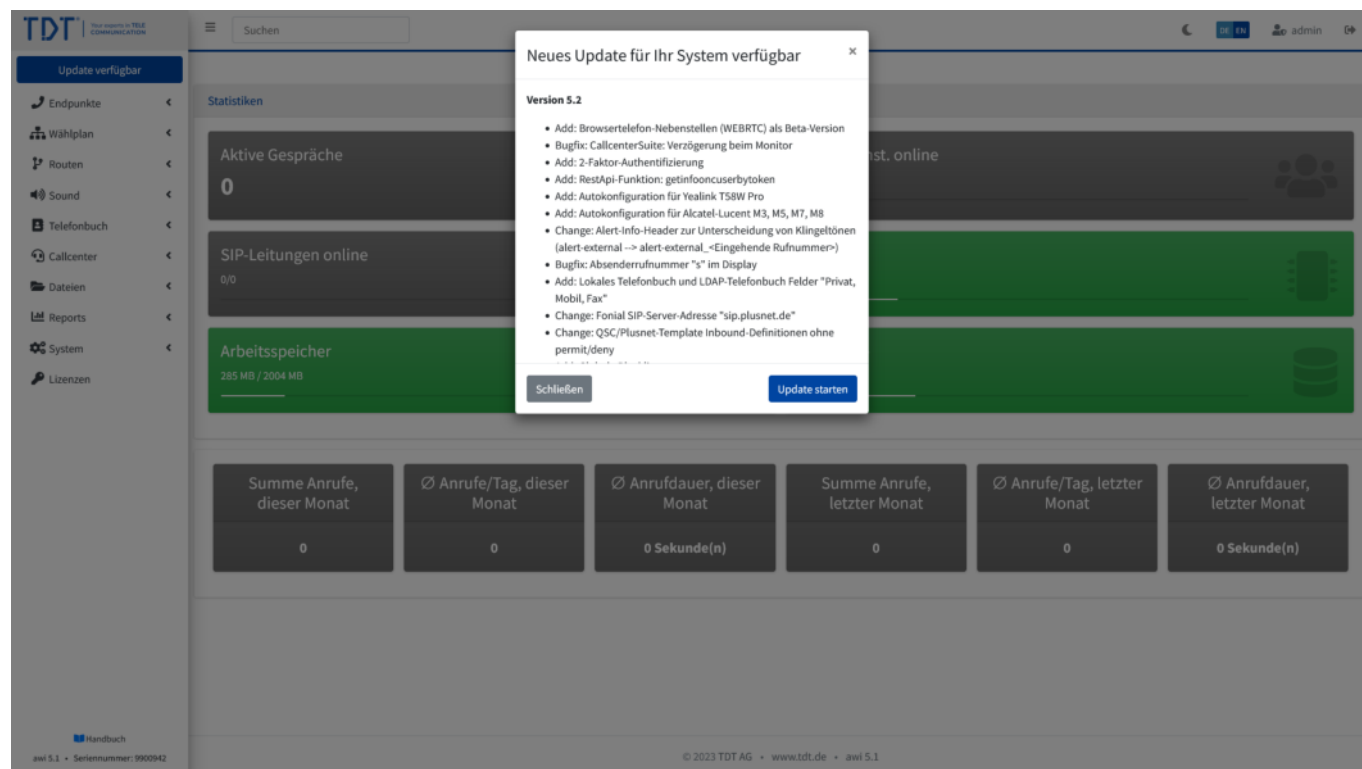 TDT
Your experts in TELE
COMMUNICATION
Suchen
DE EN
admin
Update verfügbar
Endpunkte
Wählplan
Routen
Sound
Telefonbuch
Callcenter
Dateien
Reports
System
Lizenzen
Statistiken
Aktive Gespräche
0
nst. online
SIP-Leitungen online
0/0
Arbeitsspeicher
285 MB / 2004 MB
Neues Update für Ihr System verfügbar
×
Version 5.2
• Add: Browsertelefon-Nebenstellen (WEBRTC) als Beta-Version
• Bugfix: CallcenterSuite: Verzögerung beim Monitor
• Add: 2-Faktor-Authentifizierung
• Add: RestApi-Funktion: getinfooncuserbytoken
• Add: Autokonfiguration für Yealink T58W Pro
• Add: Autokonfiguration für Alcatel-Lucent M3, M5, M7, M8
• Change: Alert-Info-Header zur Unterscheidung von Klingeltönen
(alert-external --> alert-external_<Eingehende Rufnummer>)
• Bugfix: Absenderrufnummer "s" im Display
• Add: Lokales Telefonbuch und LDAP-Telefonbuch Felder "Privat,
Mobil, Fax"
• Change: Fonial SIP-Server-Adresse "sip.plusnet.de"
• Change: QSC/Plusnet-Template Inbound-Definitionen ohne
permit/deny
Schließen
Update starten
Summe Anrufe,
dieser Monat
0
Ø Anrufe/Tag, dieser
Monat
0
Ø Anrufdauer, dieser
Monat
0 Sekunde(n)
Summe Anrufe,
letzter Monat
0
Ø Anrufe/Tag, letzter
Monat
0
Ø Anrufdauer,
letzter Monat
0 Sekunde(n)
Handbuch
awi 5.1 • Seriennummer: 9900942
© 2023 TDT AG • www.tdt.de • awi 5.1